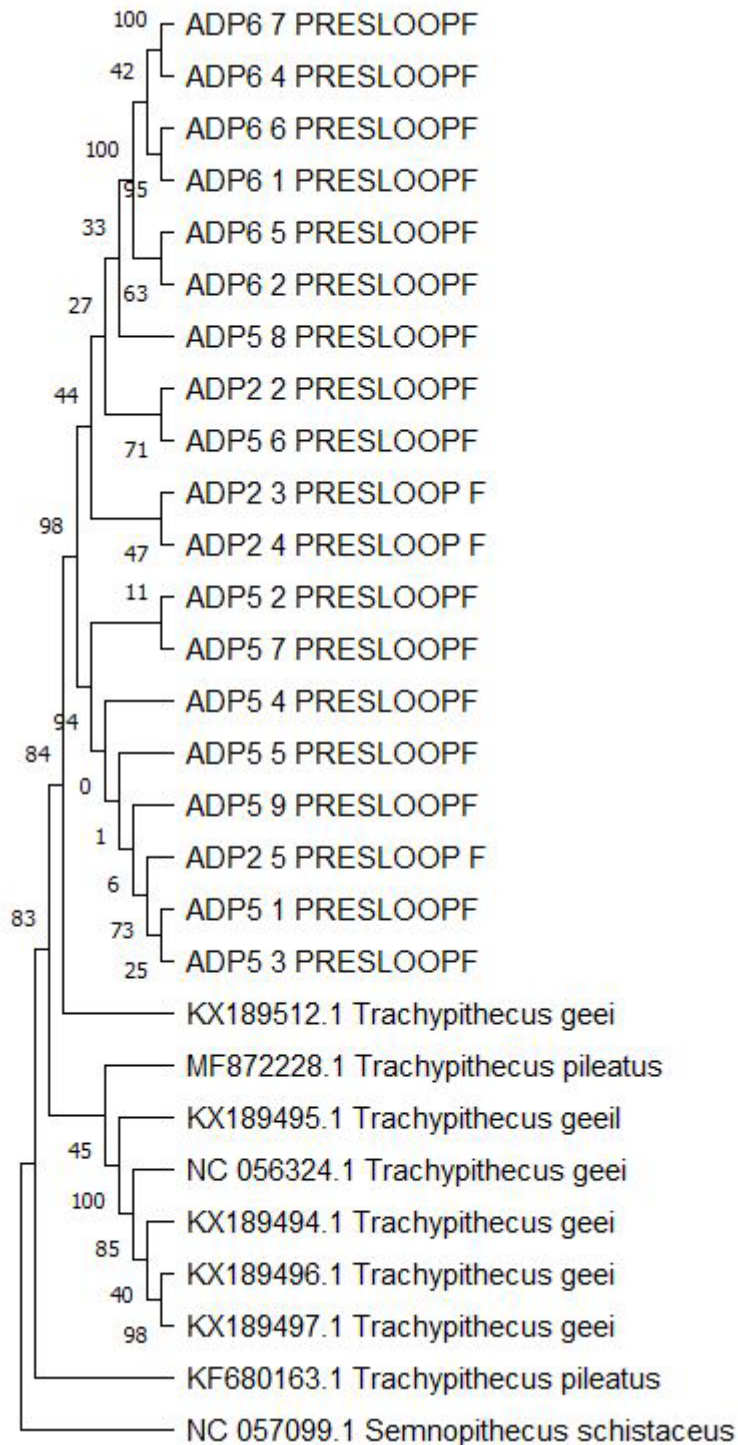 100
ADP6 7 PRESLOOPF
42
ADP6 4 PRESLOOPF
ADP6 6 PRESLOOPF
100
95
ADP6 1 PRESLOOPF
33
ADP6 5 PRESLOOPF
63
ADP6 2 PRESLOOPF
27
ADP5 8 PRESLOOPF
44
ADP2 2 PRESLOOPF
71
ADP5 6 PRESLOOPF
ADP2 3 PRESLOOP F
98
47
ADP2 4 PRESLOOP F
11
ADP5 2 PRESLOOPF
ADP5 7 PRESLOOPF
ADP5 4 PRESLOOPF
94
84
ADP5 5 PRESLOOPF
0
ADP5 9 PRESLOOPF
1
ADP2 5 PRESLOOP F
6
ADP5 1 PRESLOOPF
83
73
25
ADP5 3 PRESLOOPF
KX189512.1 Trachypithecus geei
MF872228.1 Trachypithecus pileatus
KX189495.1 Trachypithecus geeil
45
NC 056324.1 Trachypithecus geei
100
KX189494.1 Trachypithecus geei
85
KX189496.1 Trachypithecus geei
40
98
KX189497.1 Trachypithecus geei
KF680163.1 Trachypithecus pileatus
NC 057099.1 Semnopithecus schistaceus